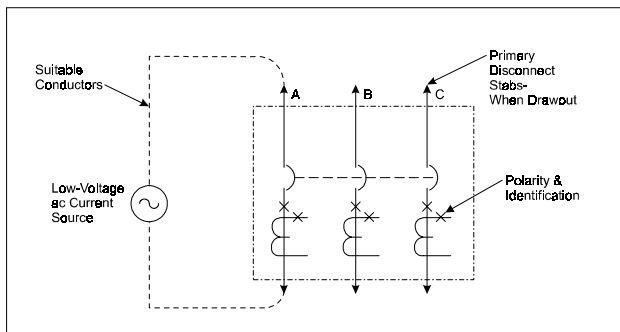 Suitable
Conductors
Low-Voltage
ac Current
Source
A
B
C
Primary
Disconnect
Stabs-
When Drawout
Polarity &
Identification